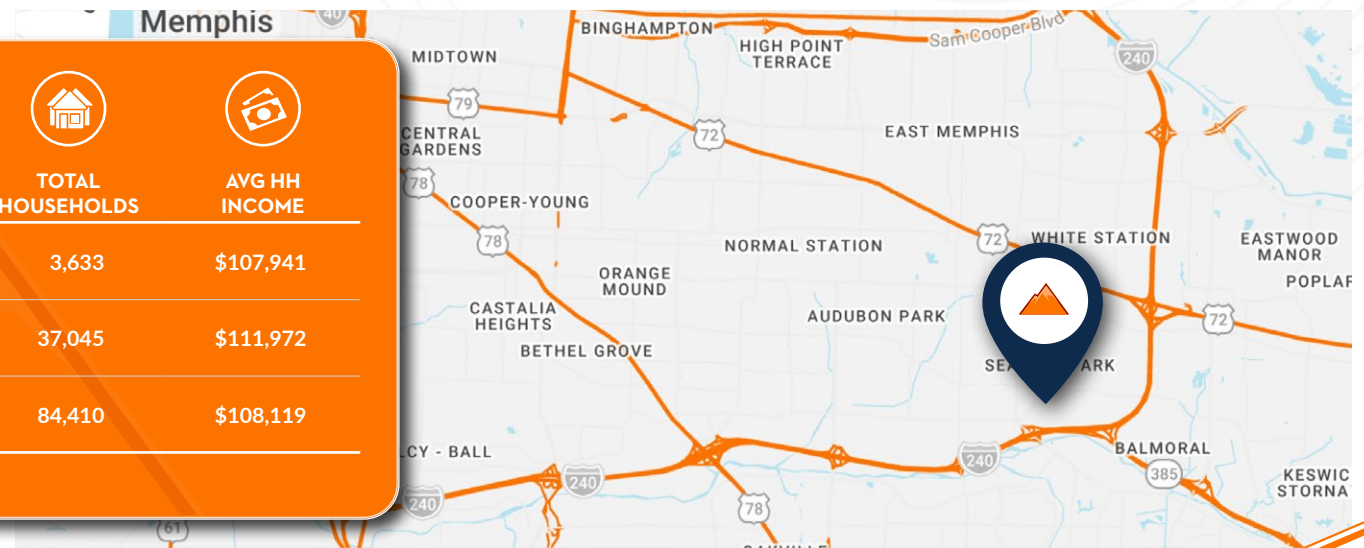 Memphis
40
BINGHAMPTON
Sam Cooper Blvd
HIGH POINT
TERRACE
MIDTOWN
240
79
EAST MEMPHIS
72
CENTRAL
GARDENS
78
COOPER-YOUNG
TOTAL
HOUSEHOLDS
AVG HH
INCOME
3,633 $107,941
37,045 $111,972
84,410 $108,119
78
NORMAL STATION
72
WHITE STATION
EASTWOOD
MANOR
ORANGE
MOUND
CASTALIA
HEIGHTS
AUDUBON PARK
72
BETHEL GROVE
LCY - BALL
240
240
240
BALMORAL
385
78
61